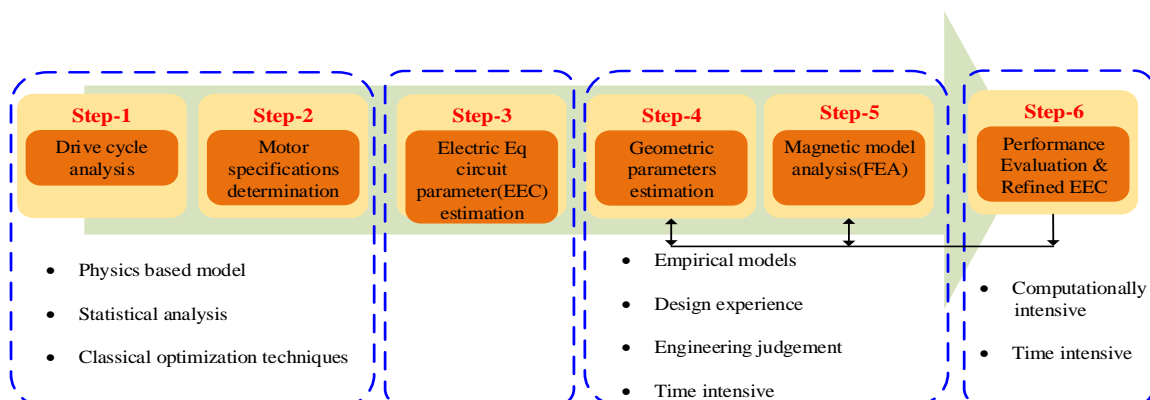 Step-1
Drive cycle
analysis
Step-2
Motor
specifications
determination
Step-3
Electric Eq
circuit
parameter(EEC)
estimation
Step-4
Geometric
parameters
estimation
Step-5
Magnetic model
analysis(FEA)
Step-6
Performance
Evaluation &
Refined EEC
• Physics based model
• Statistical analysis
• Classical optimization techniques
• Empirical models
• Design experience
• Engineering judgement
• Time intensive
• Computationally
intensive
• Time intensive